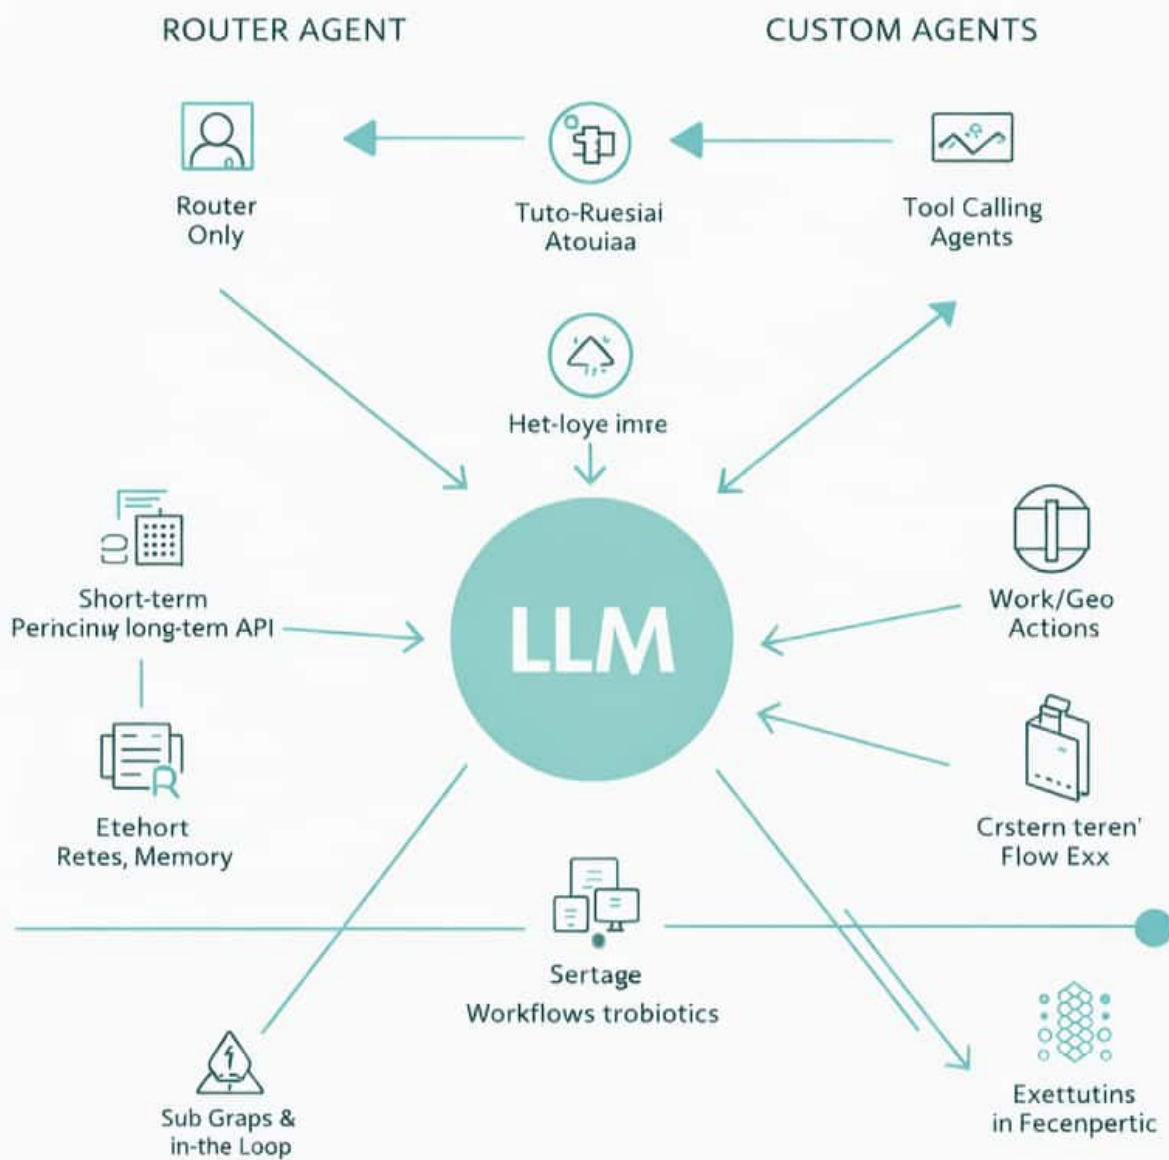 ROUTER AGENT
CUSTOM AGENTS
Router
Only
Tuto-Ruesiai
Atouiaa
Tool Calling
Agents
Het-loye imre
LLM
Short-term
long-tem API
Work/Geo
Actions
Etehort
Retes, Memory
Crstern teren'
Flow Exx
Sertage
Workflows trobiotics
Sub Graps &
in-the Loop
Exettutins
in Fecenpertic